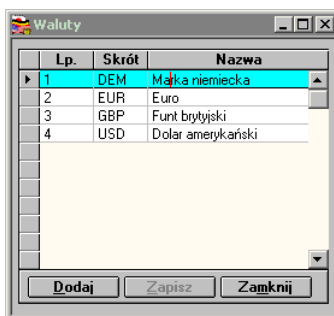 Waluty
Lp. Skrót Nazwa
1 DEM Marka niemiecka
2 EUR Euro
3 GBP Funt brytyjski
4 USD Dolar amerykański
Dodaj Zapisz Zamknij